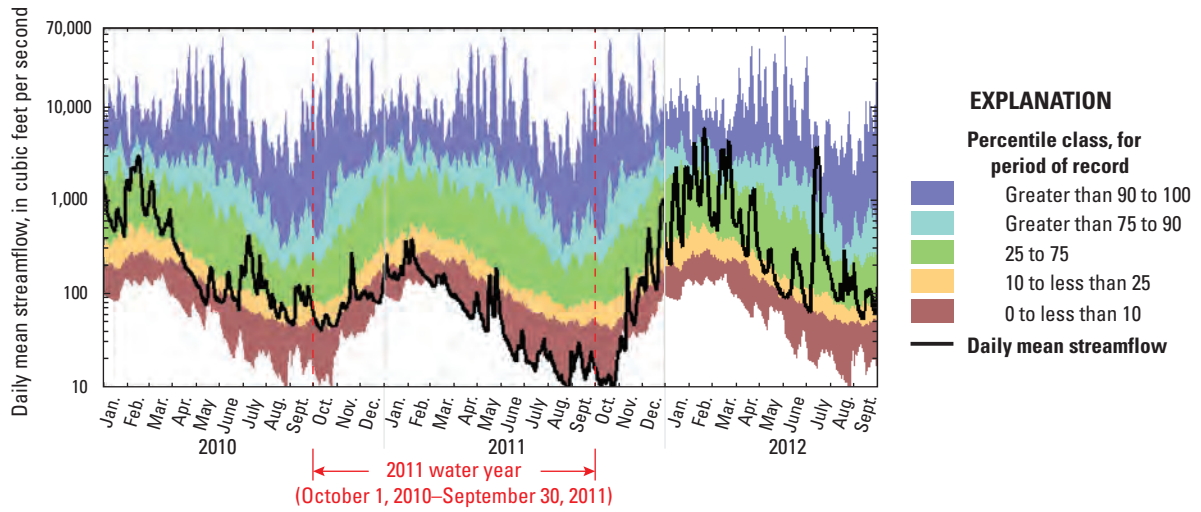 Daily mean streamflow, in cubic feet per second
70,000
10,000
1,000
100
10
Jan. Feb. Mar. Apr. May June July Aug. Sept. Oct. Nov. Dec. Jan. Feb. Mar. Apr. May June July Aug. Sept. Oct. Nov. Dec. Jan. Feb. Mar. Apr. May June July Aug. Sept.
2010 2011 2012
2011 water year
(October 1, 2010–September 30, 2011)
EXPLANATION
Percentile class, for
period of record
Greater than 90 to 100
Greater than 75 to 90
25 to 75
10 to less than 25
0 to less than 10
Daily mean streamflow